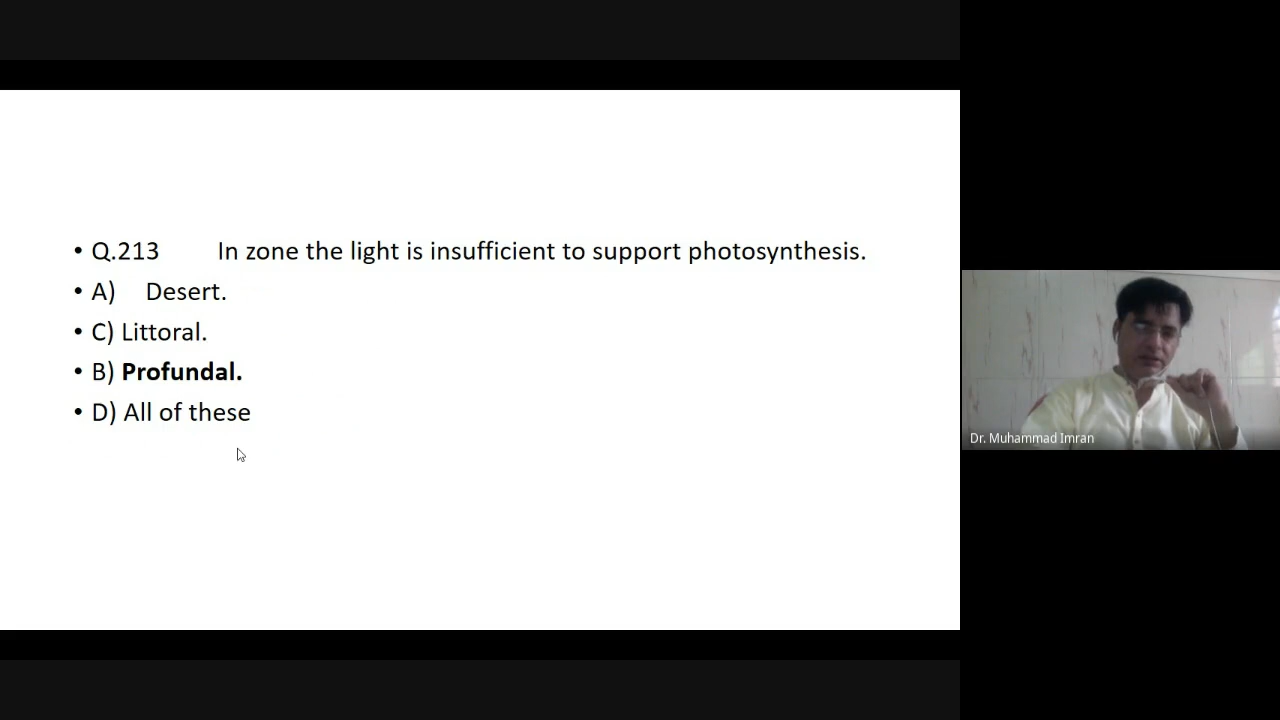 • Q.213 In zone the light is insufficient to support photosynthesis.
• A) Desert.
• C) Littoral.
• B) Profundal.
• D) All of these
Dr. Muhammad Imran